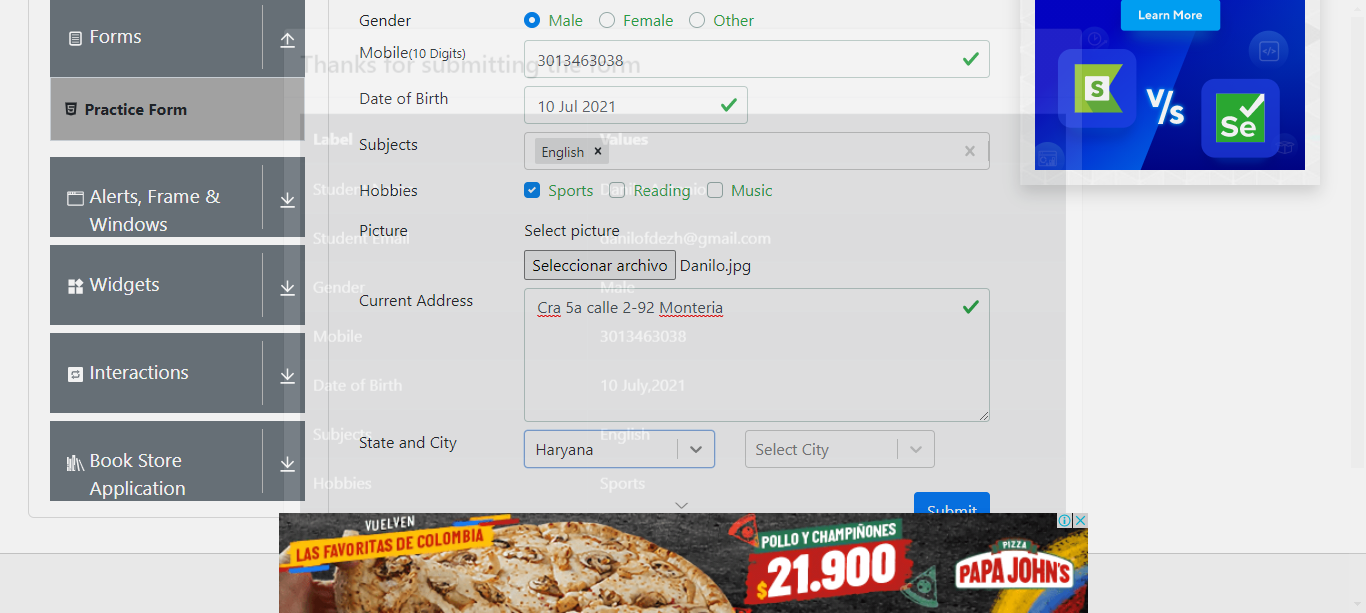 Forms
Practice Form
Alerts, Frame &
Windows
Widgets
Interactions
Book Store
Application
Gender
Male
Female
Other
Mobile(10 Digits)
3013463038
Date of Birth
10 Jul 2021
Subjects
English ×
Hobbies
Sports
Reading
Music
Picture
Select picture
Seleccionar archivo Danilo.jpg
Current Address
Cra 5a calle 2-92 Monteria
State and City
Haryana
Select City
Submit
Thanks for submitting the form
Label
Values
Student
Student Email
danilofdezh@gmail.com
Gender
Male
Mobile
3013463038
Date of Birth
10 July,2021
Subjects
English
Hobbies
Sports
Learn More
S
V/s
Se
VUELVEN
LAS FAVORITAS DE COLOMBIA
POLLO Y CHAMPIÑONES
$21.900
PIZZA
PAPA JOHN'S